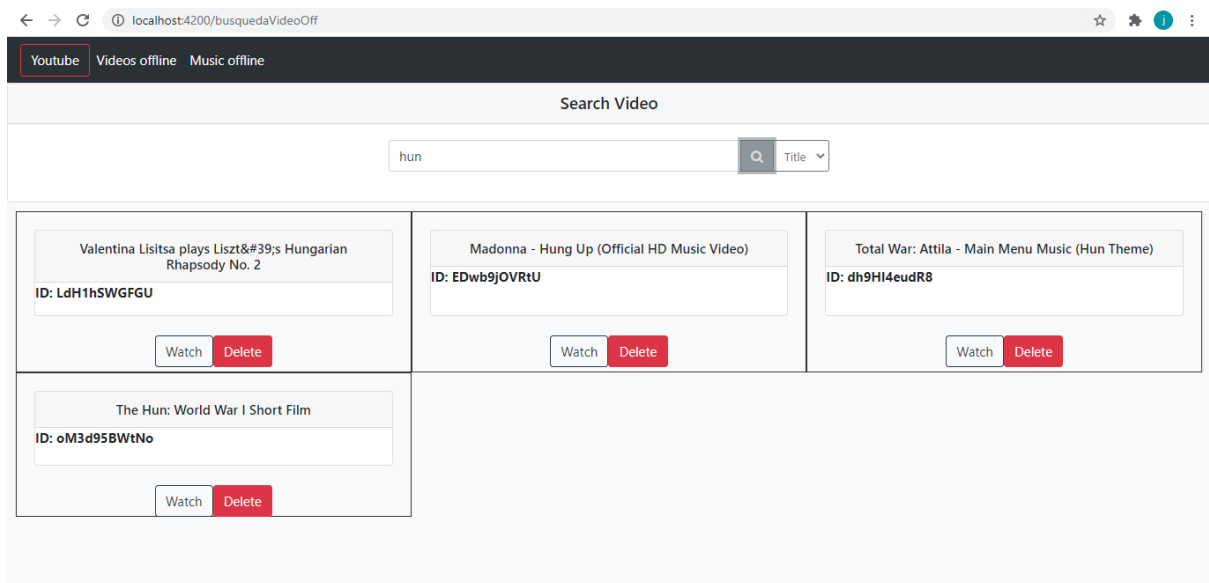 localhost:4200/busquedaVideoOff
j
Youtube Videos offline Music offline
Search Video
hun Title
Valentina Lisitsa plays Liszt&#39;s Hungarian
Rhapsody No. 2
ID: LdH1hSWGFGU
Watch Delete
Madonna - Hung Up (Official HD Music Video)
ID: EDwb9jOVRtU
Watch Delete
Total War: Attila - Main Menu Music (Hun Theme)
ID: dh9HI4eudR8
Watch Delete
The Hun: World War I Short Film
ID: oM3d95BWtNo
Watch Delete